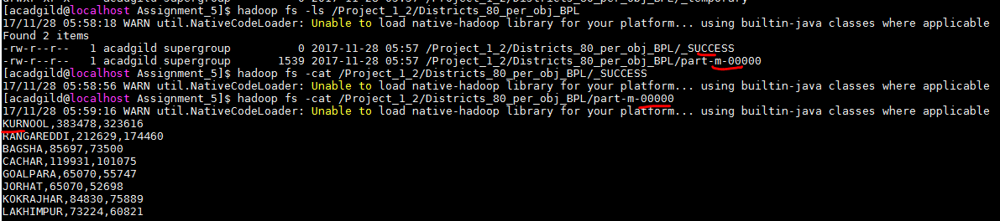 [acadgild@localhost Assignment_5]$ hadoop fs -ls /Project_1_2/Districts_80_per_obj_BPL
17/11/28 05:58:18 WARN util.NativeCodeLoader: Unable to load native-hadoop library for your platform... using builtin-java classes where applicable
Found 2 items
-rw-r--r-- 1 acadgild supergroup 0 2017-11-28 05:57 /Project_1_2/Districts_80_per_obj_BPL/_SUCCESS
-rw-r--r-- 1 acadgild supergroup 1539 2017-11-28 05:57 /Project_1_2/Districts_80_per_obj_BPL/part-m-00000
[acadgild@localhost Assignment_5]$ hadoop fs -cat /Project_1_2/Districts_80_per_obj_BPL/_SUCCESS
17/11/28 05:58:56 WARN util.NativeCodeLoader: Unable to load native-hadoop library for your platform... using builtin-java classes where applicable
[acadgild@localhost Assignment_5]$ hadoop fs -cat /Project_1_2/Districts_80_per_obj_BPL/part-m-00000
17/11/28 05:59:16 WARN util.NativeCodeLoader: Unable to load native-hadoop library for your platform... using builtin-java classes where applicable
KURNOOL,383478,323616
RANGAREDDI,212629,174460
BAGSHA,85697,73500
CACHAR,119931,101075
GOALPARA,65070,55747
JORHAT,65070,52698
KOKRAJHAR,84830,75889
LAKHIMPUR,73224,60821